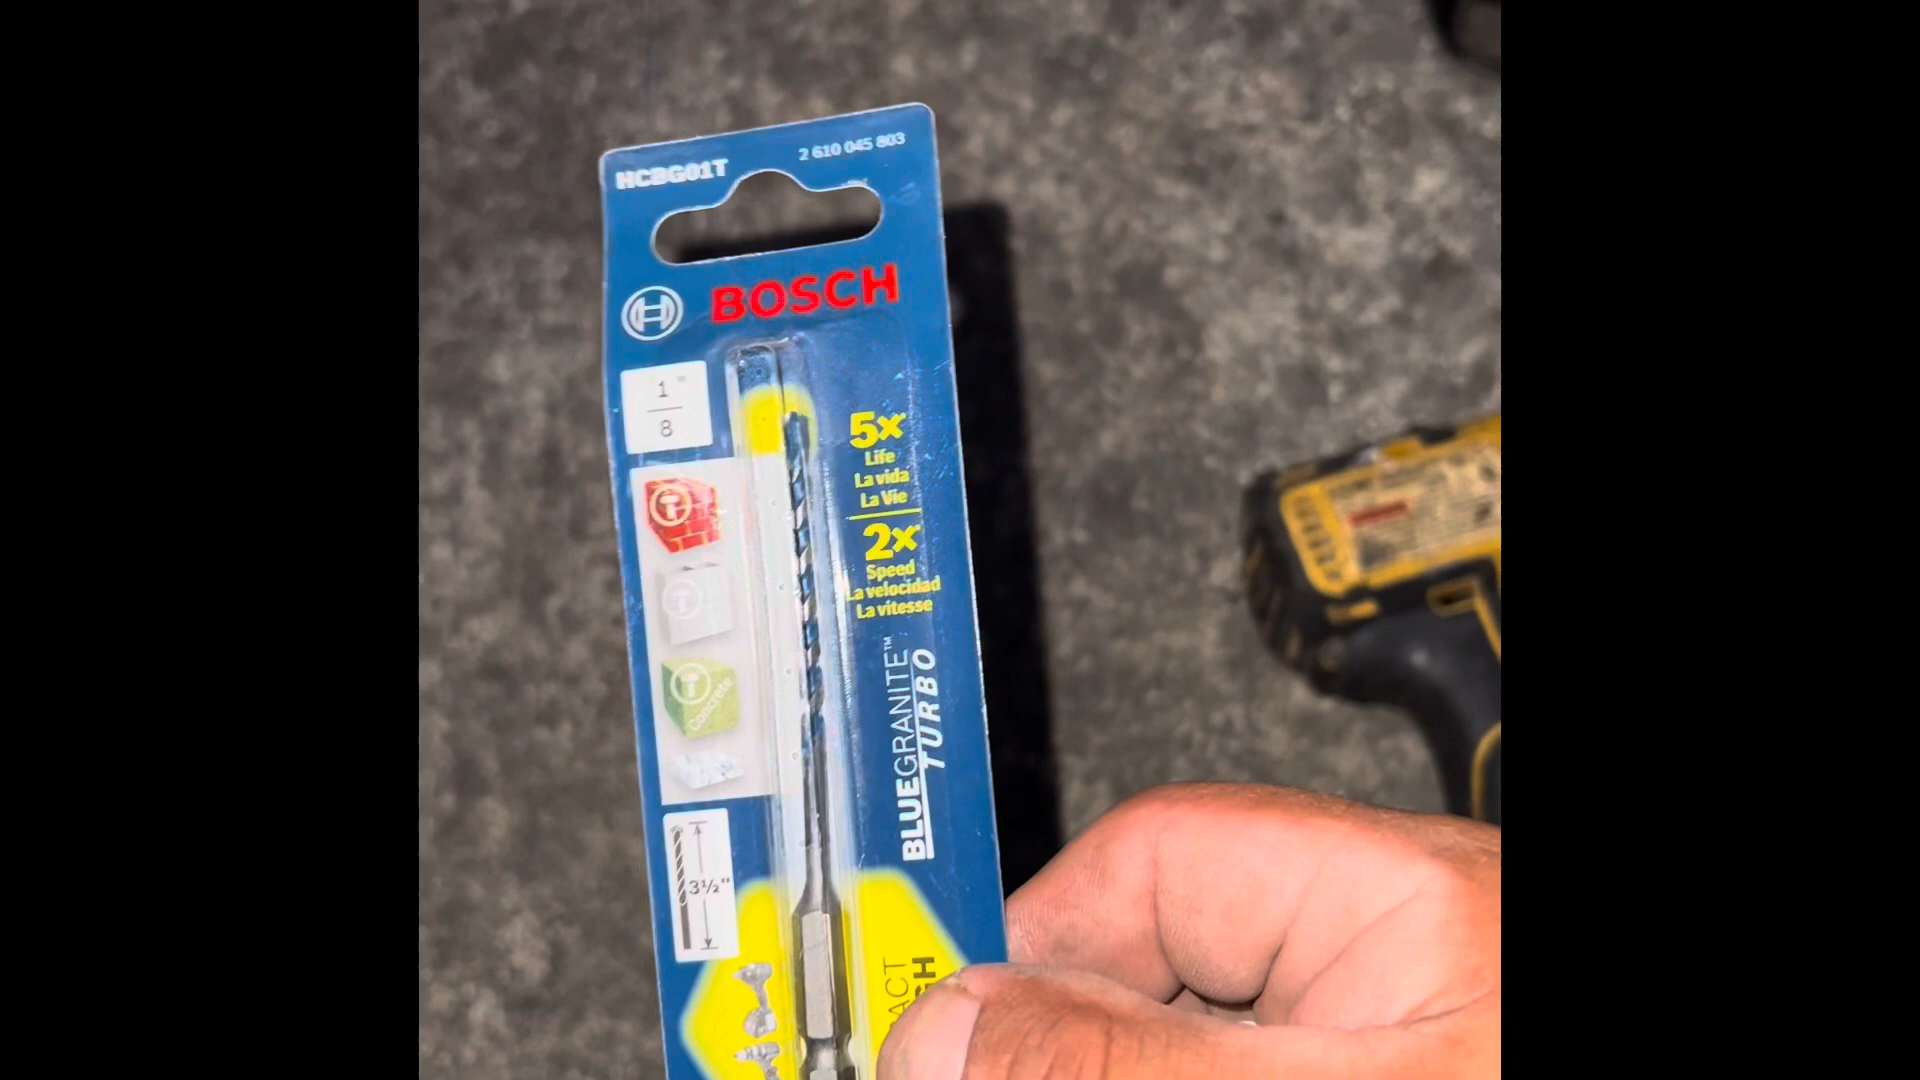 HCBG01T
2 610 045 803
BOSCH
1"
8
5x
Life
La vida
La Vie
2x
Speed
La velocidad
La vitesse
BLUEGRANITE™
TURBO
Concrete
3½"